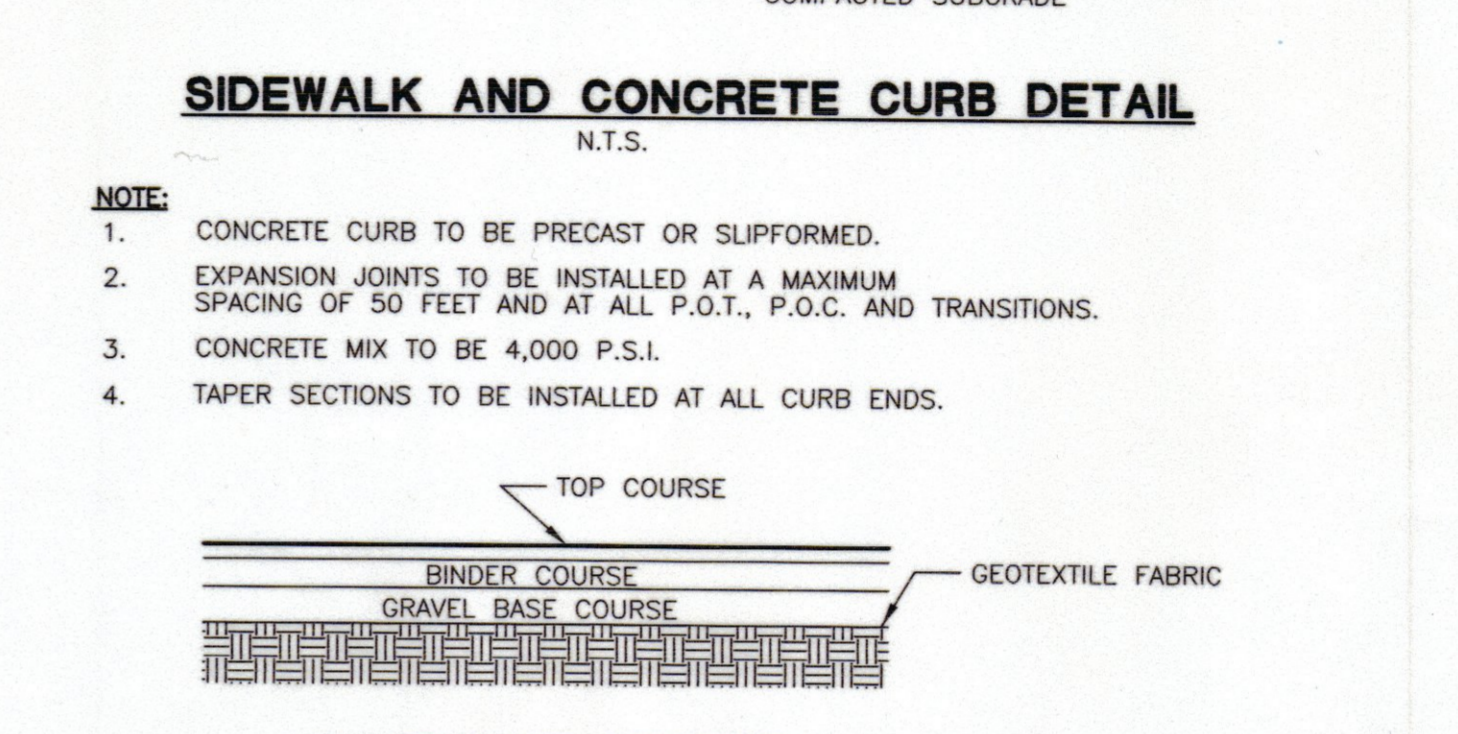 COMPACTED SUBGRADE
SIDEWALK AND CONCRETE CURB DETAIL
N.T.S.
NOTE:
1. CONCRETE CURB TO BE PRECAST OR SLIPFORMED.
2. EXPANSION JOINTS TO BE INSTALLED AT A MAXIMUM
SPACING OF 50 FEET AND AT ALL P.O.T., P.O.C. AND TRANSITIONS.
3. CONCRETE MIX TO BE 4,000 P.S.I.
4. TAPER SECTIONS TO BE INSTALLED AT ALL CURB ENDS.
TOP COURSE
BINDER COURSE
GEOTEXTILE FABRIC
GRAVEL BASE COURSE